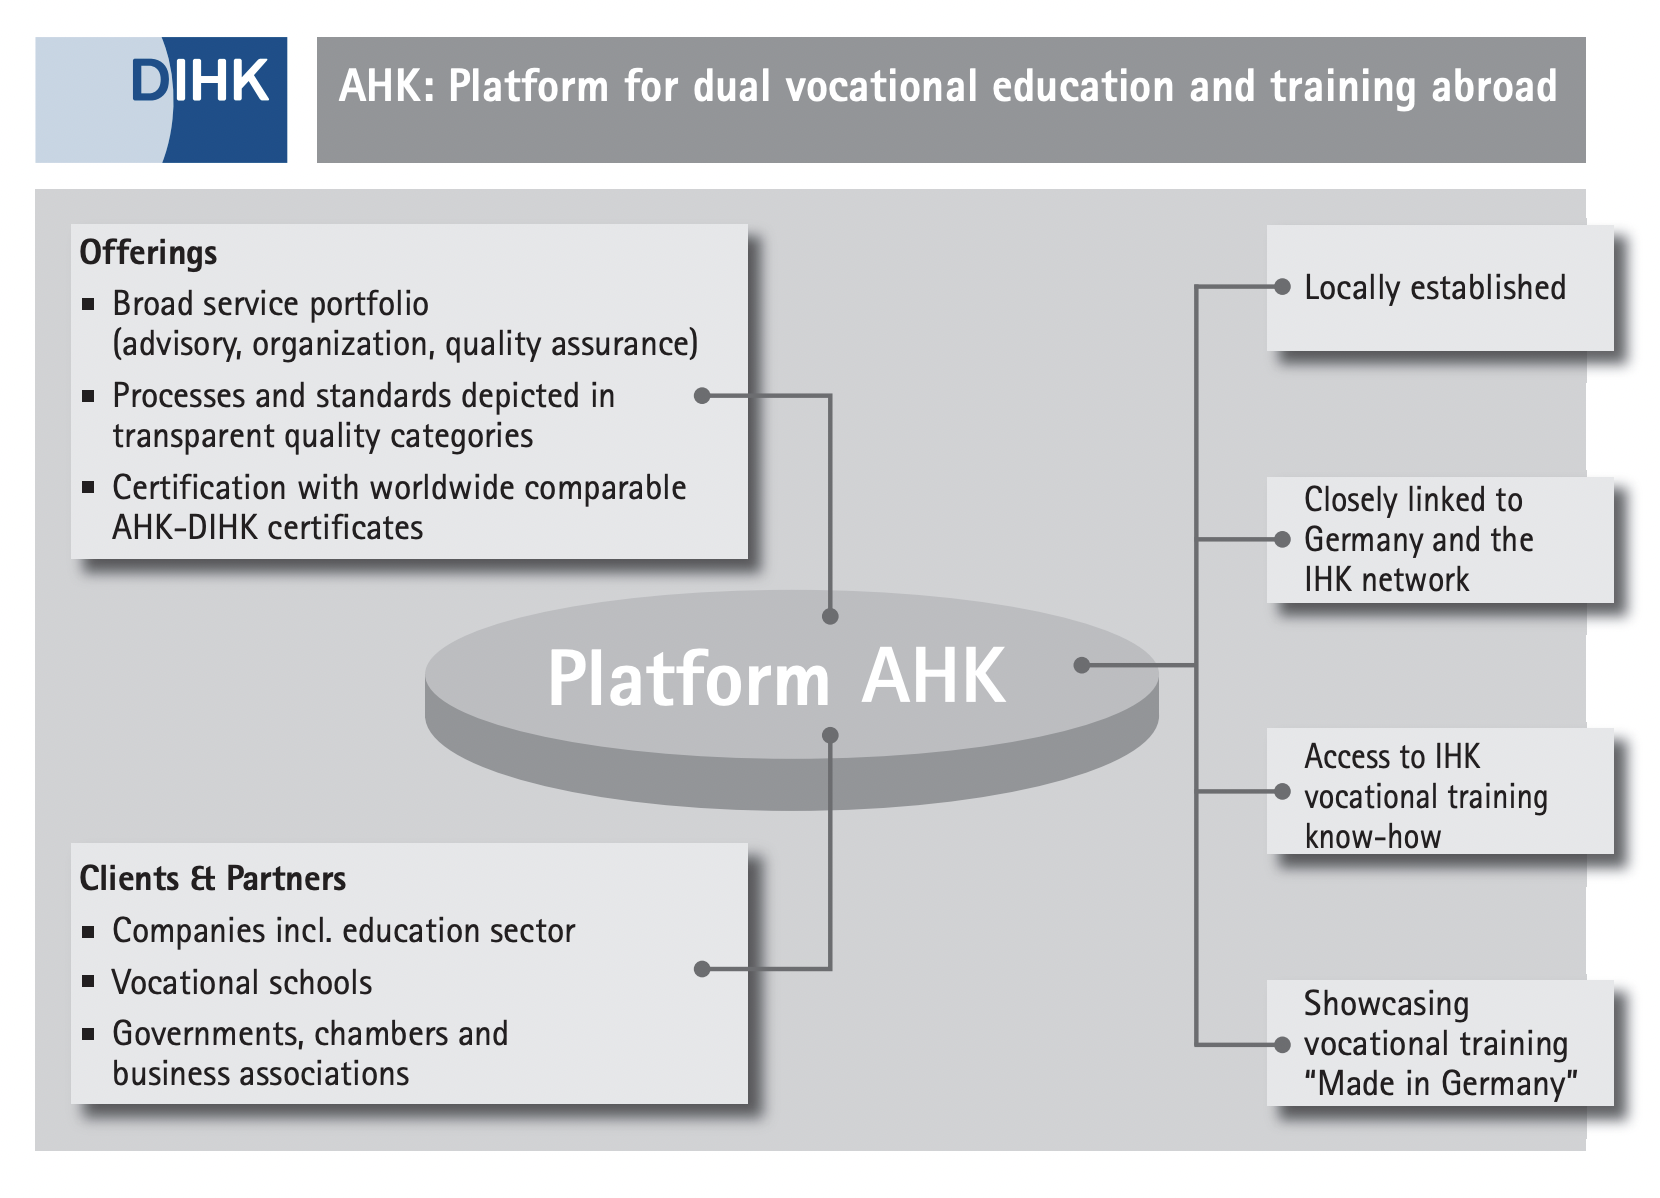 DIHK
AHK: Platform for dual vocational education and training abroad
Offerings
▪ Broad service portfolio
(advisory, organization, quality assurance)
▪ Processes and standards depicted in
transparent quality categories
▪ Certification with worldwide comparable
AHK-DIHK certificates
Platform AHK
Clients & Partners
▪ Companies incl. education sector
▪ Vocational schools
▪ Governments, chambers and
business associations
Locally established
Closely linked to
Germany and the
IHK network
Access to IHK
vocational training
know-how
Showcasing
vocational training
“Made in Germany”